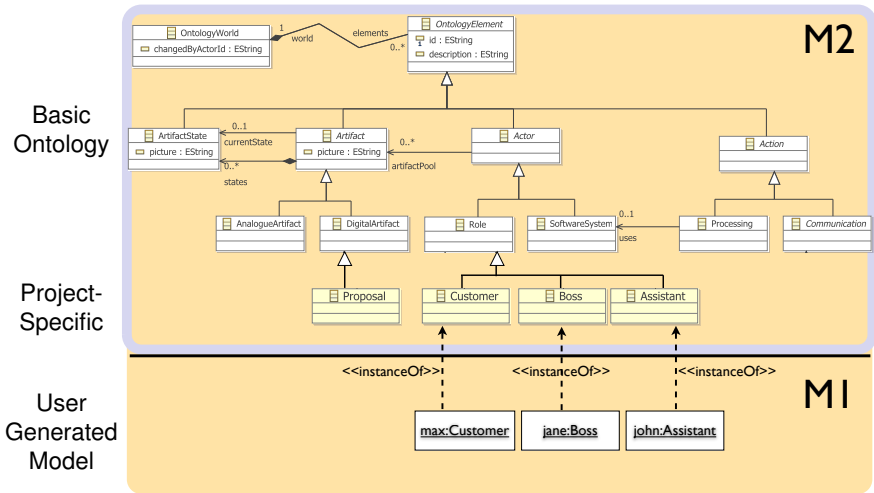 OntologyWorld
changedByActorId : EString
1
world
elements
0..*
OntologyElement
id : EString
description : EString
M2
Basic
Ontology
ArtifactState
picture : EString
0..1
currentState
0..*
states
Artifact
picture : EString
0..*
artifactPool
Actor
Action
AnalogueArtifact
DigitalArtifact
Role
SoftwareSystem
0..1
uses
Processing
Communication
Project-
Specific
Proposal
Customer
Boss
Assistant
<<instanceOf>>
<<instanceOf>>
<<instanceOf>>
M1
User
Generated
Model
max:Customer
jane:Boss
john:Assistant